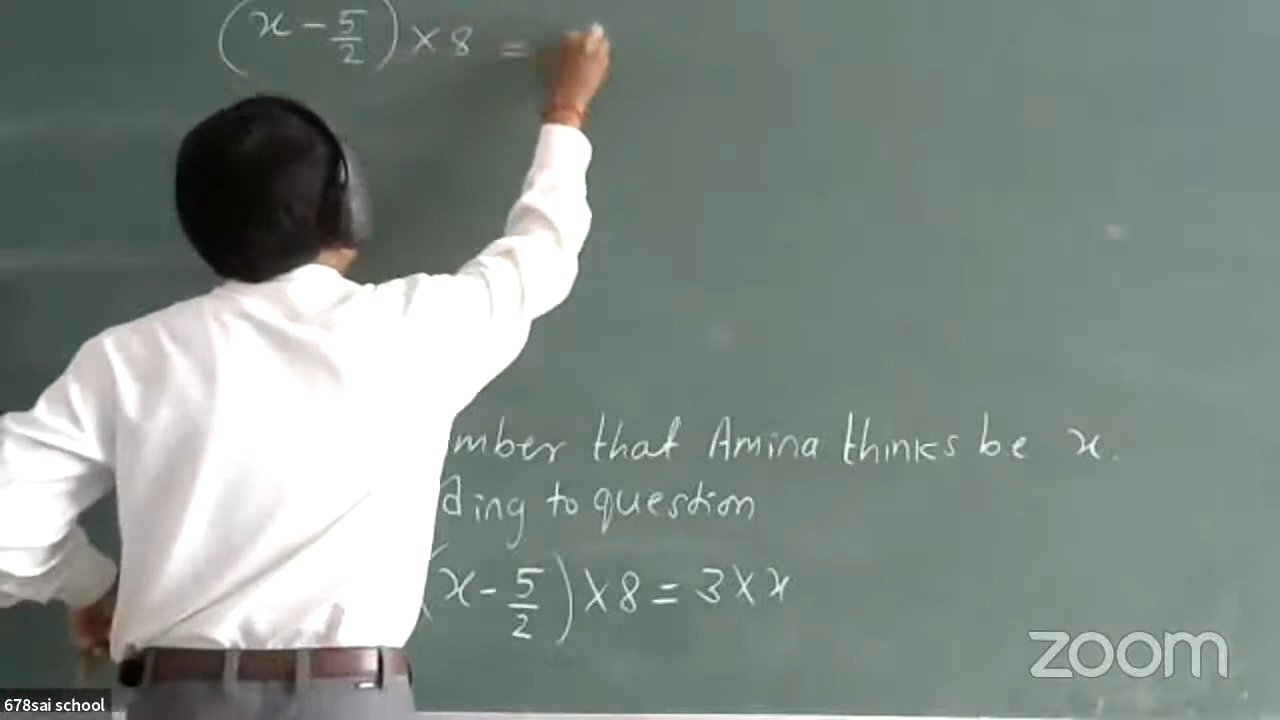 (x - 5/2) × 8 =
mber that Amina thinks be x.
ding to question
(x - 5/2) × 8 = 3 × x
zoom
678sai school